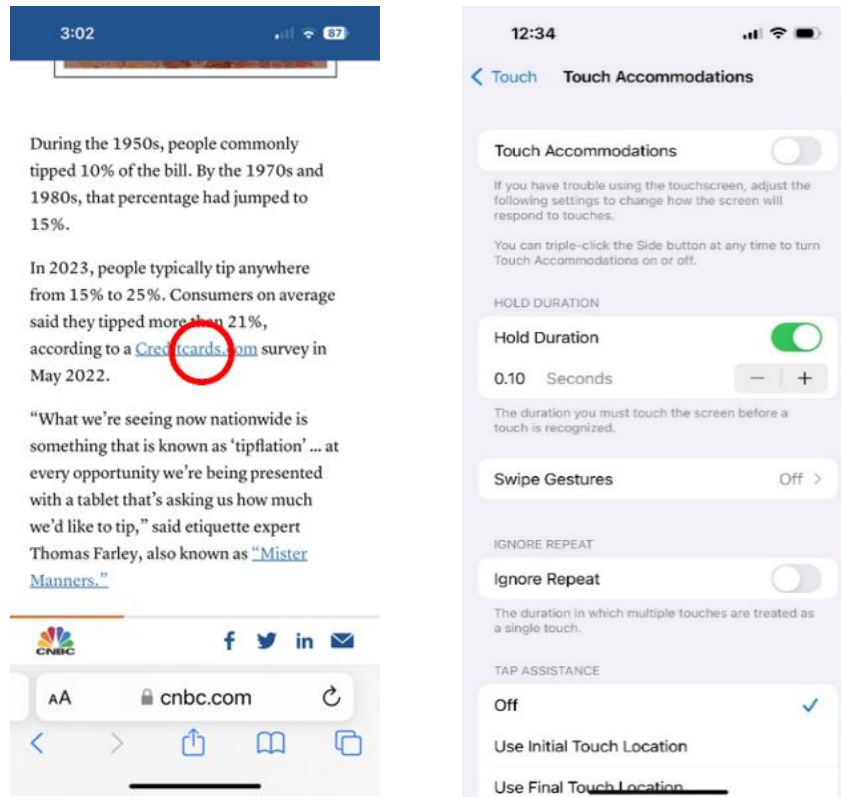 3:02
87
During the 1950s, people commonly
tipped 10% of the bill. By the 1970s and
1980s, that percentage had jumped to
15%.
In 2023, people typically tip anywhere
from 15% to 25%. Consumers on average
said they tipped more than 21%,
according to a Creditcards.com survey in
May 2022.
“What we’re seeing now nationwide is
something that is known as ‘tipflation’ ... at
every opportunity we’re being presented
with a tablet that’s asking us how much
we’d like to tip,” said etiquette expert
Thomas Farley, also known as “Mister
Manners.”
CNBC
AA cnbc.com
12:34
Touch Touch Accommodations
Touch Accommodations
If you have trouble using the touchscreen, adjust the
following settings to change how the screen will
respond to touches.
You can triple-click the Side button at any time to turn
Touch Accommodations on or off.
HOLD DURATION
Hold Duration
0.10 Seconds
The duration you must touch the screen before a
touch is recognized.
Swipe Gestures Off
IGNORE REPEAT
Ignore Repeat
The duration in which multiple touches are treated as
a single touch.
TAP ASSISTANCE
Off
Use Initial Touch Location
Use Final Touch Location